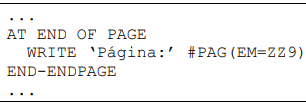 ...
AT END OF PAGE
WRITE ‘Página:’ #PAG(EM=ZZ9)
END-ENDPAGE
...